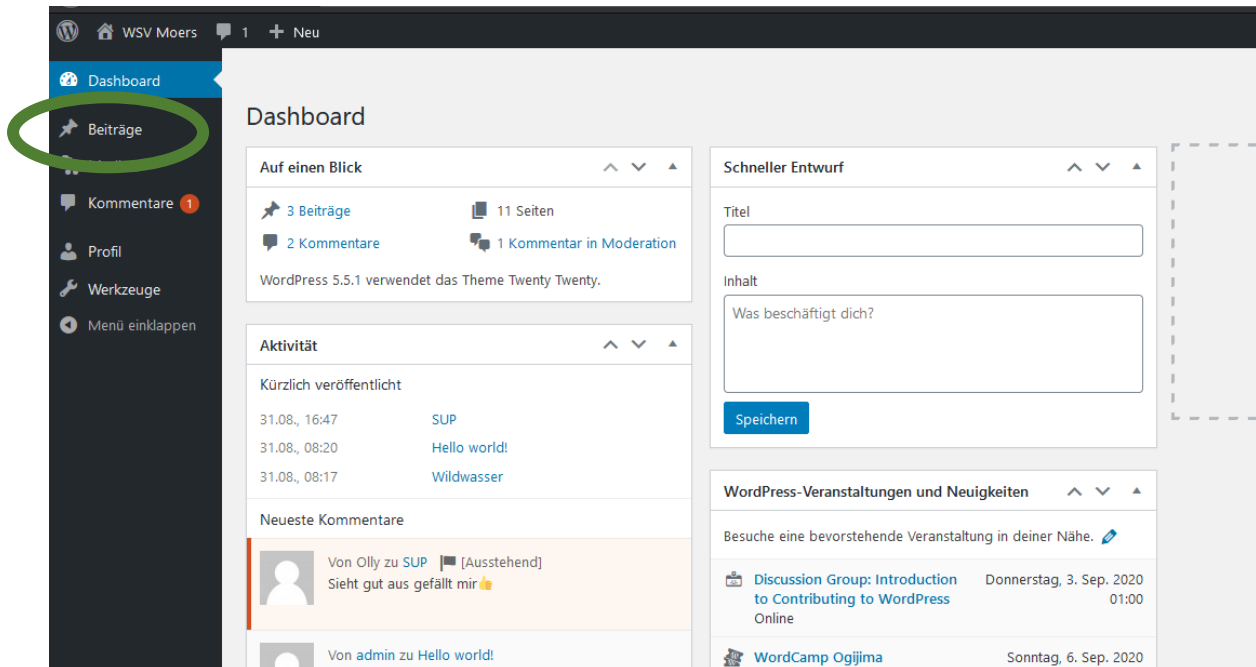 WSV Moers 1 + Neu
Dashboard
Beiträge
Kommentare 1
Profil
Werkzeuge
Menü einklappen
Dashboard
Auf einen Blick
3 Beiträge 11 Seiten
2 Kommentare 1 Kommentar in Moderation
WordPress 5.5.1 verwendet das Theme Twenty Twenty.
Aktivität
Kürzlich veröffentlicht
31.08., 16:47 SUP
31.08., 08:20 Hello world!
31.08., 08:17 Wildwasser
Neueste Kommentare
Von Olly zu SUP [Ausstehend]
Sieht gut aus gefällt mir👍
Von admin zu Hello world!
Schneller Entwurf
Titel
Inhalt
Was beschäftigt dich?
Speichern
WordPress-Veranstaltungen und Neuigkeiten
Besuche eine bevorstehende Veranstaltung in deiner Nähe.
Discussion Group: Introduction Donnerstag, 3. Sep. 2020
to Contributing to WordPress 01:00
Online
WordCamp Ogijima Sonntag, 6. Sep. 2020